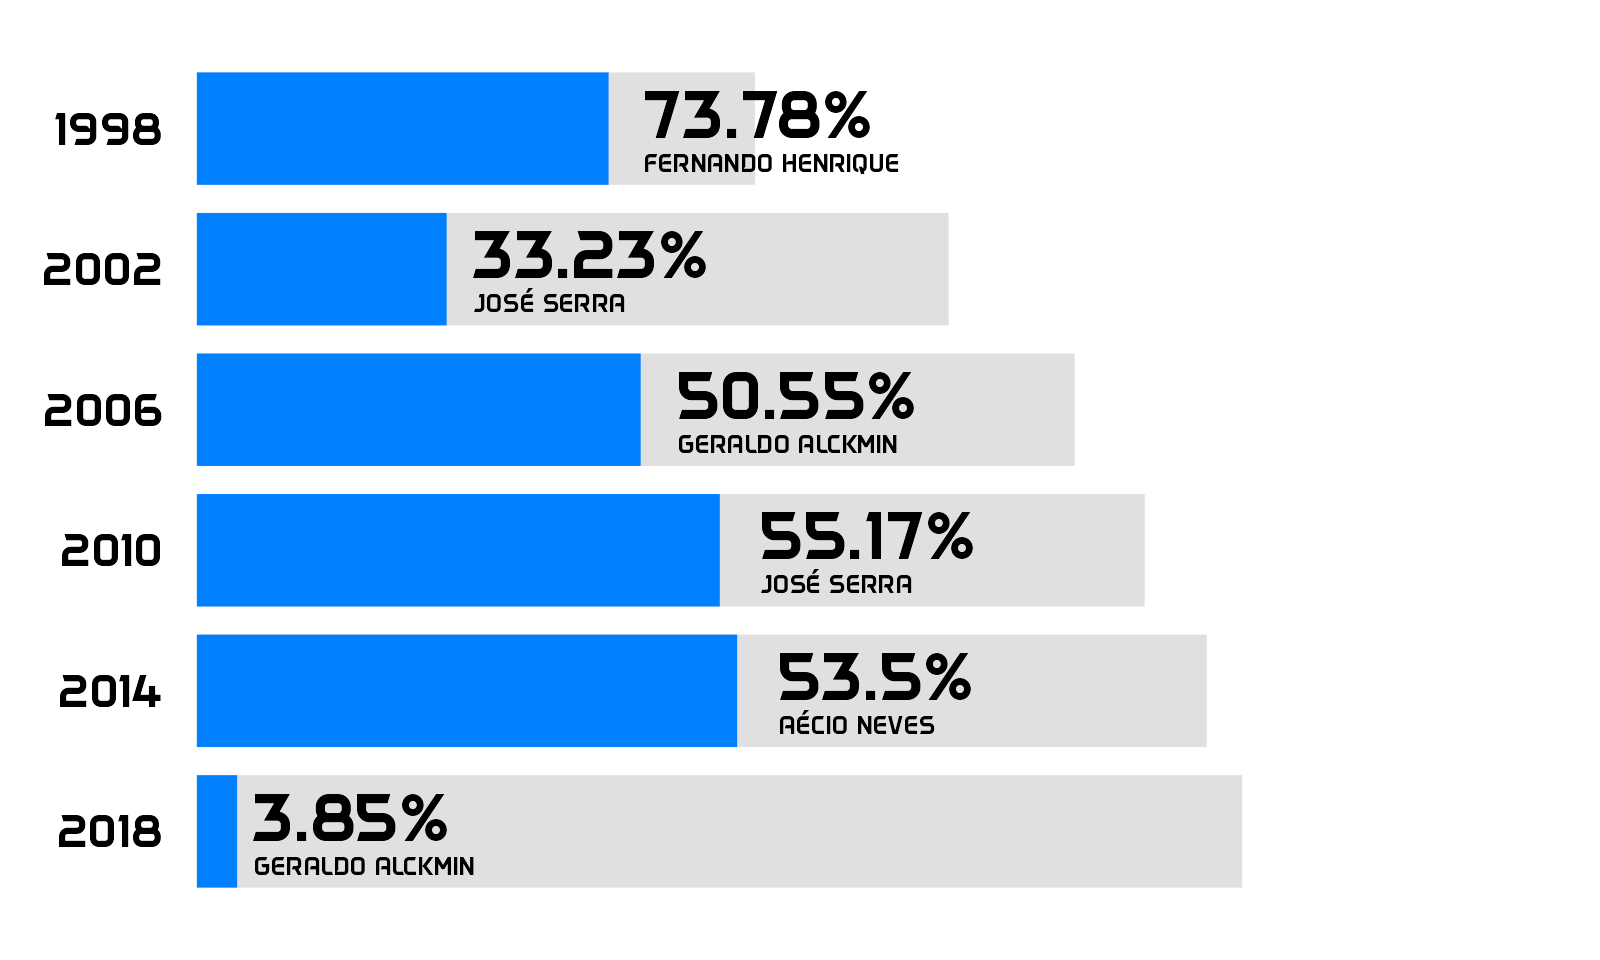 1998
73.78%
FERNANDO HENRIQUE
2002
33.23%
JOSÉ SERRA
2006
50.55%
GERALDO ALCKMIN
2010
55.17%
JOSÉ SERRA
2014
53.5%
AÉCIO NEVES
2018
3.85%
GERALDO ALCKMIN